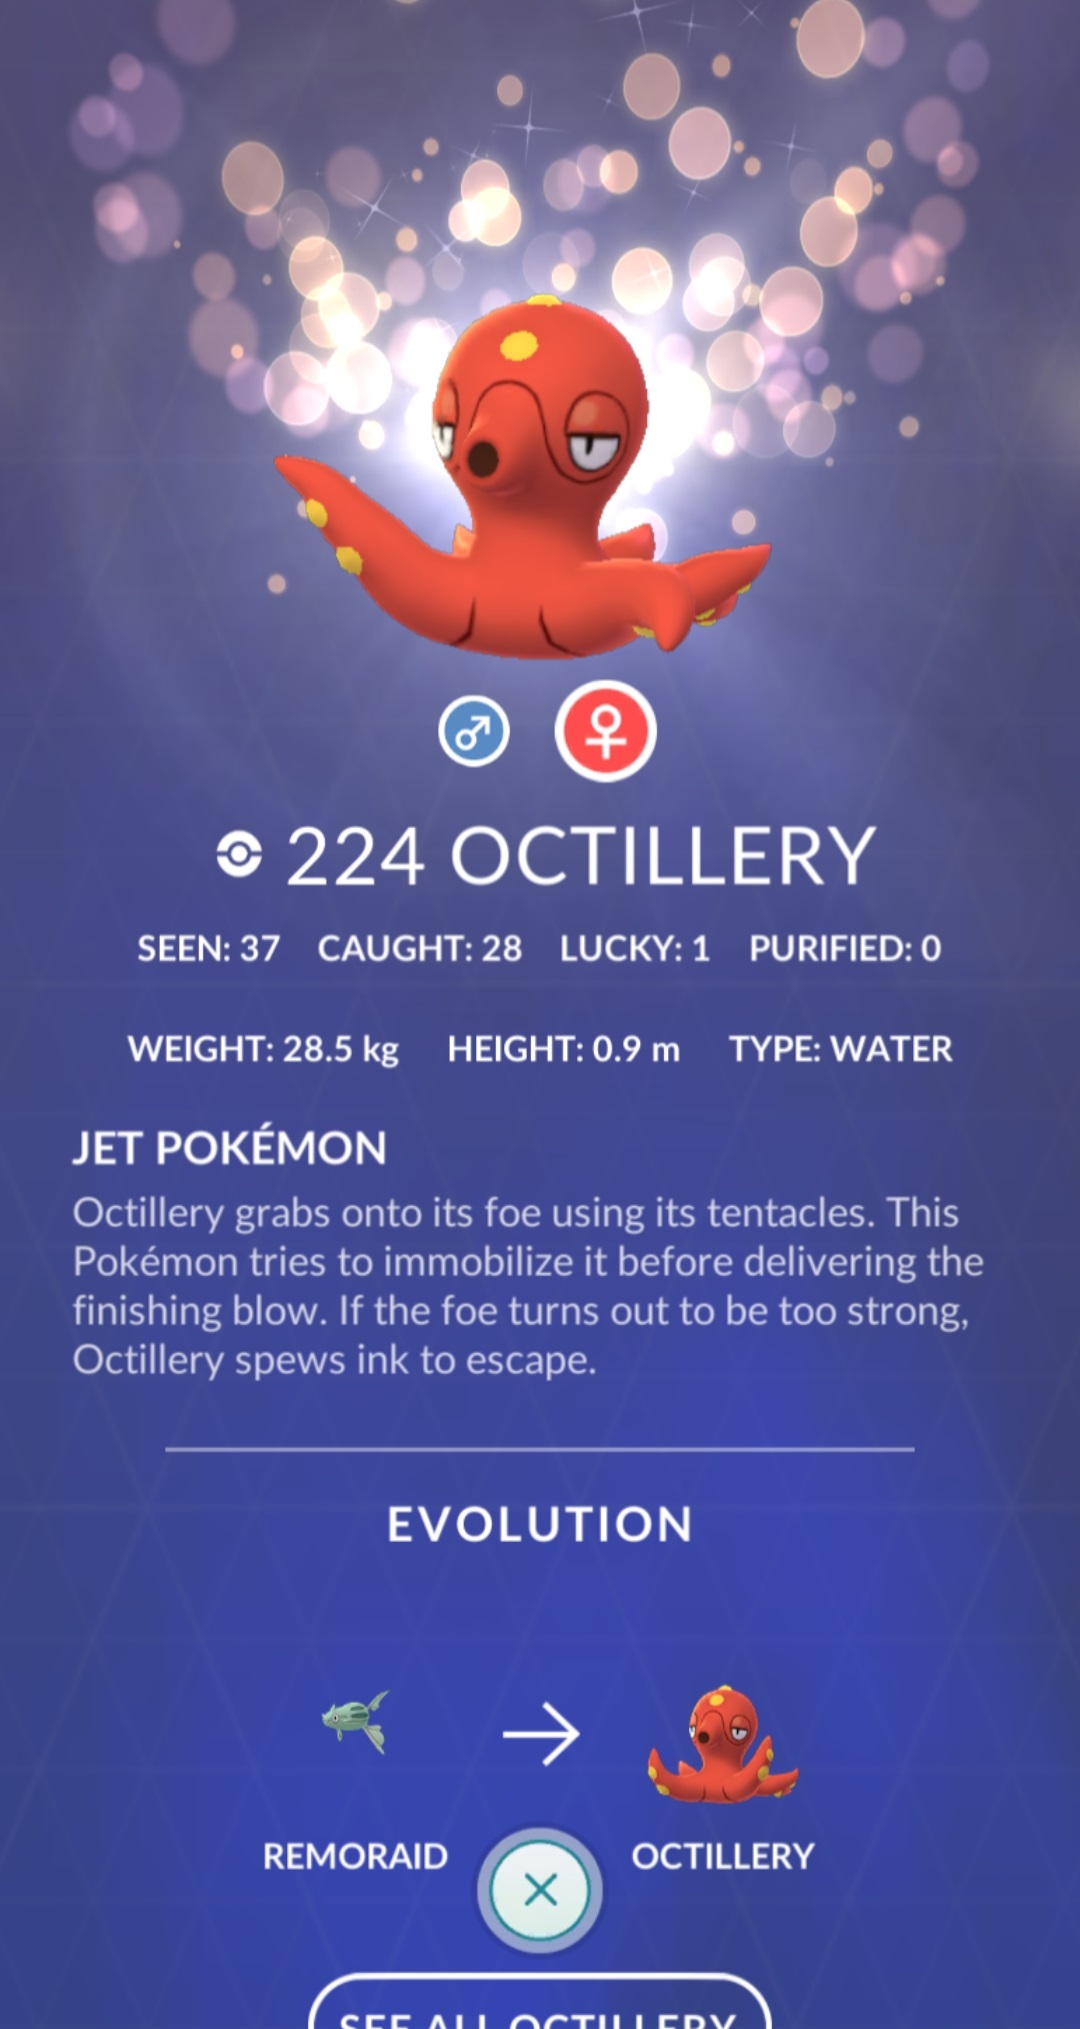 224 OCTILLERY
SEEN: 37 CAUGHT: 28 LUCKY: 1 PURIFIED: 0
WEIGHT: 28.5 kg HEIGHT: 0.9 m TYPE: WATER
JET POKÉMON
Octillery grabs onto its foe using its tentacles. This
Pokémon tries to immobilize it before delivering the
finishing blow. If the foe turns out to be too strong,
Octillery spews ink to escape.
EVOLUTION
REMORAID OCTILLERY
SEE ALL OCTILLERY